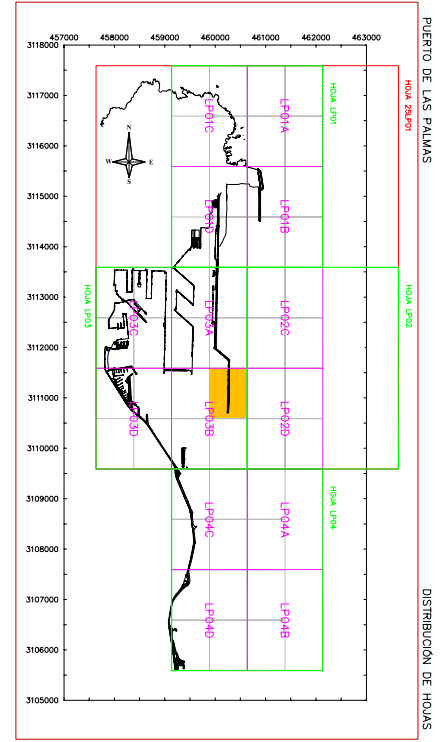 PUERTO DE LAS PALMAS
DISTRIBUCIÓN DE HOJAS
457000 458000 459000 460000 461000 462000 463000
3118000
3117000
3116000
3115000
3114000
3113000
3112000
3111000
3110000
3109000
3108000
3107000
3106000
3105000
HOJA 25LP01
HOJA LP01
HOJA LP02
HOJA LP03
HOJA LP04
LP01C
LP01A
LP01D
LP01B
LP03C
LP03A
LP02C
LP03D
LP03B
LP02D
LP04C
LP04A
LP04D
LP04B
N
W
E
S